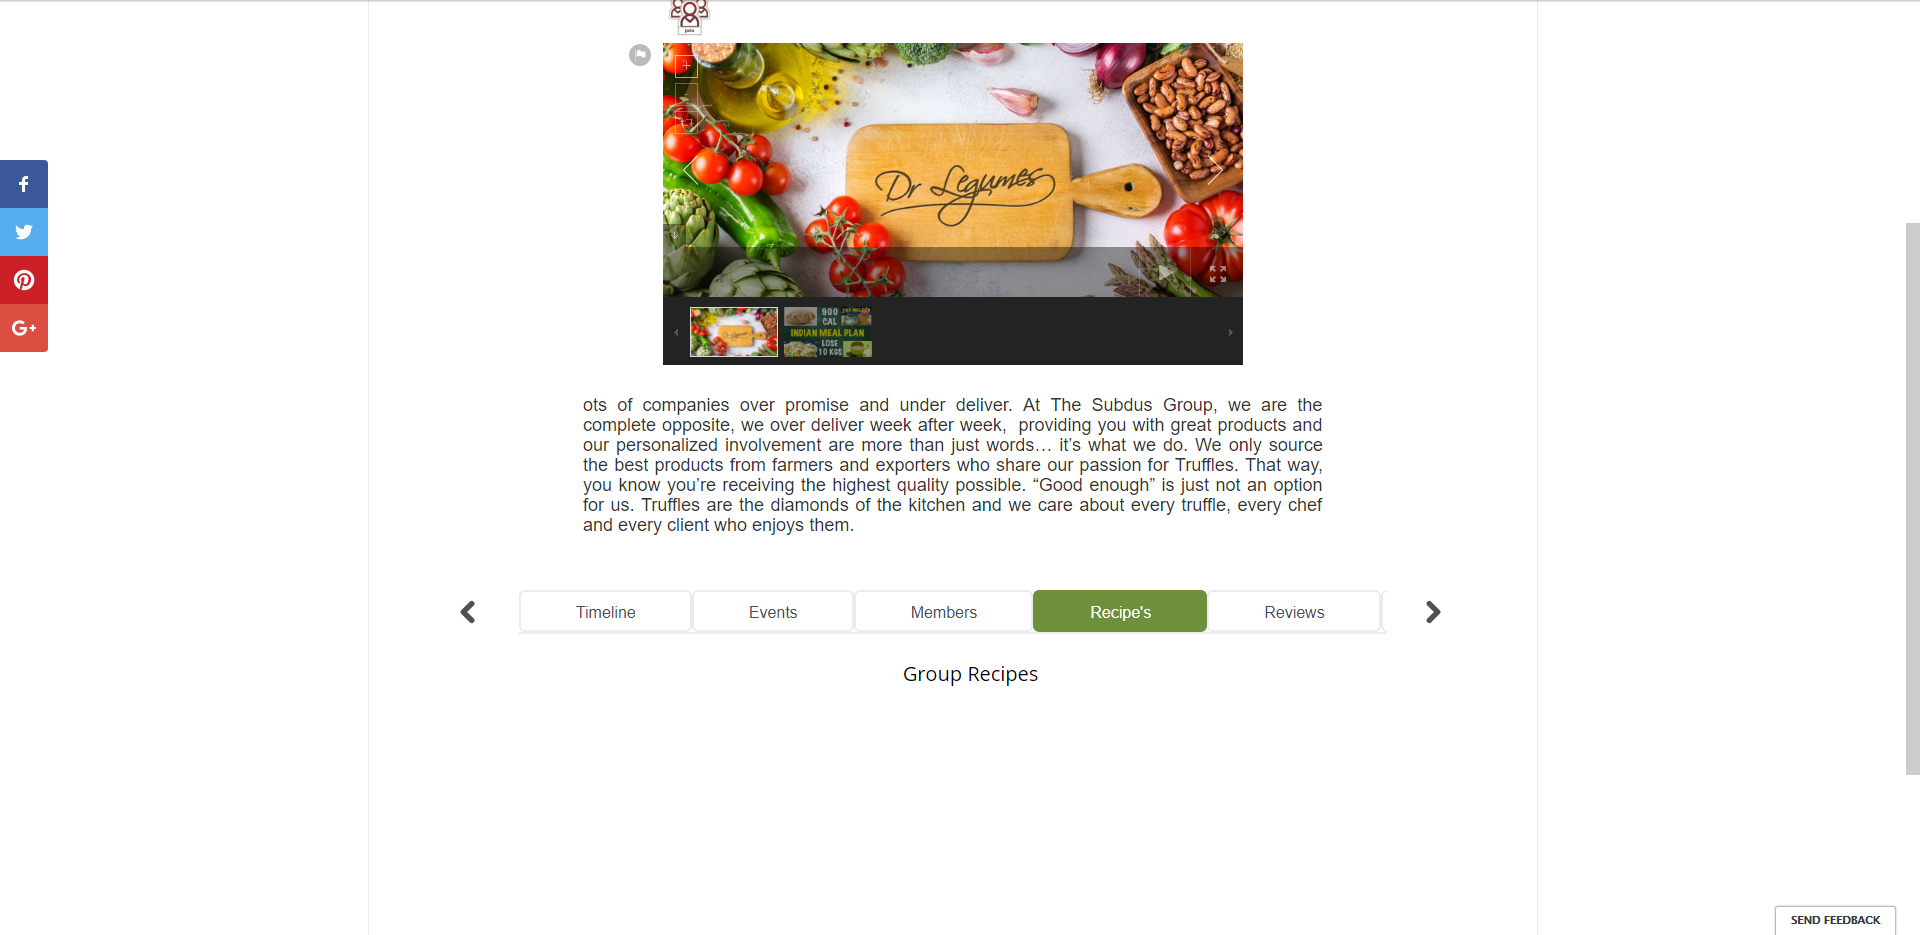 join
Dr Legumes
900
CAL
INDIAN MEAL PLAN
LOSE
10 KGS
ots of companies over promise and under deliver. At The Subdus Group, we are the
complete opposite, we over deliver week after week,  providing you with great products and
our personalized involvement are more than just words… it’s what we do. We only source
the best products from farmers and exporters who share our passion for Truffles. That way,
you know you’re receiving the highest quality possible. “Good enough” is just not an option
for us. Truffles are the diamonds of the kitchen and we care about every truffle, every chef
and every client who enjoys them.
Timeline
Events
Members
Recipe's
Reviews
Group Recipes
SEND FEEDBACK